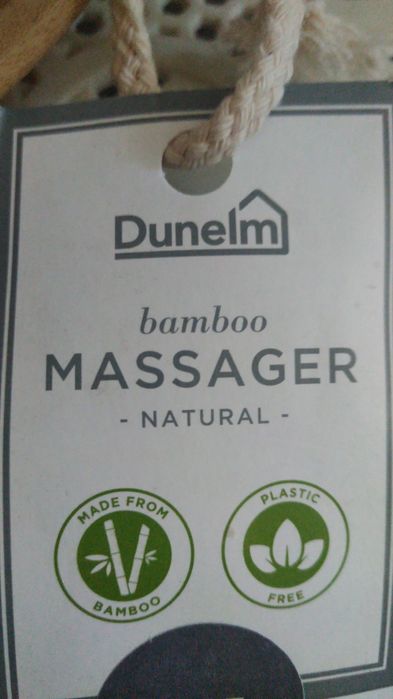 Dunelm
bamboo
MASSAGER
- NATURAL -
MADE FROM
BAMBOO
PLASTIC
FREE